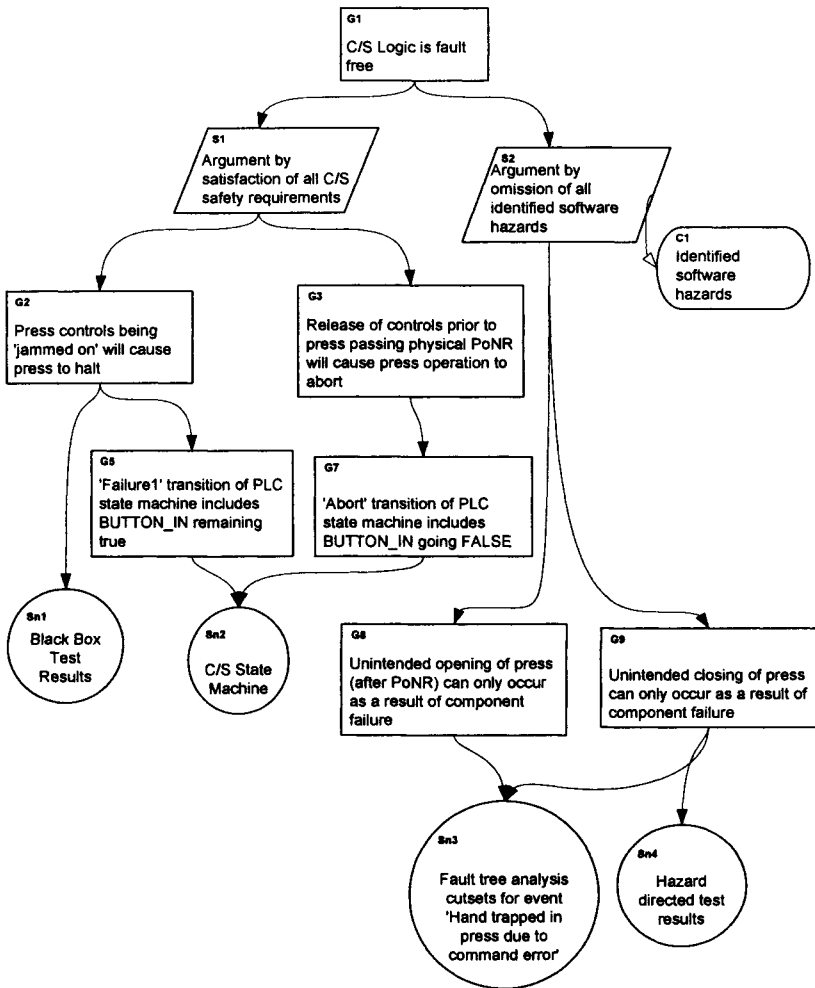 G1
C/S Logic is fault
free
S1
Argument by
satisfaction of all C/S
safety requirements
S2
Argument by
omission of all
identified software
hazards
C1
Identified
software
hazards
G2
Press controls being
'jammed on' will cause
press to halt
G3
Release of controls prior to
press passing physical PoNR
will cause press operation to
abort
G5
'Failure1' transition of PLC
state machine includes
BUTTON_IN remaining
true
G7
'Abort' transition of PLC
state machine includes
BUTTON_IN going FALSE
Sn1
Black Box
Test
Results
Sn2
C/S State
Machine
G8
Unintended opening of press
(after PoNR) can only occur
as a result of component
failure
G9
Unintended closing of press
can only occur as a result of
component failure
Sn3
Fault tree analysis
cutsets for event
'Hand trapped in
press due to
command error'
Sn4
Hazard
directed test
results